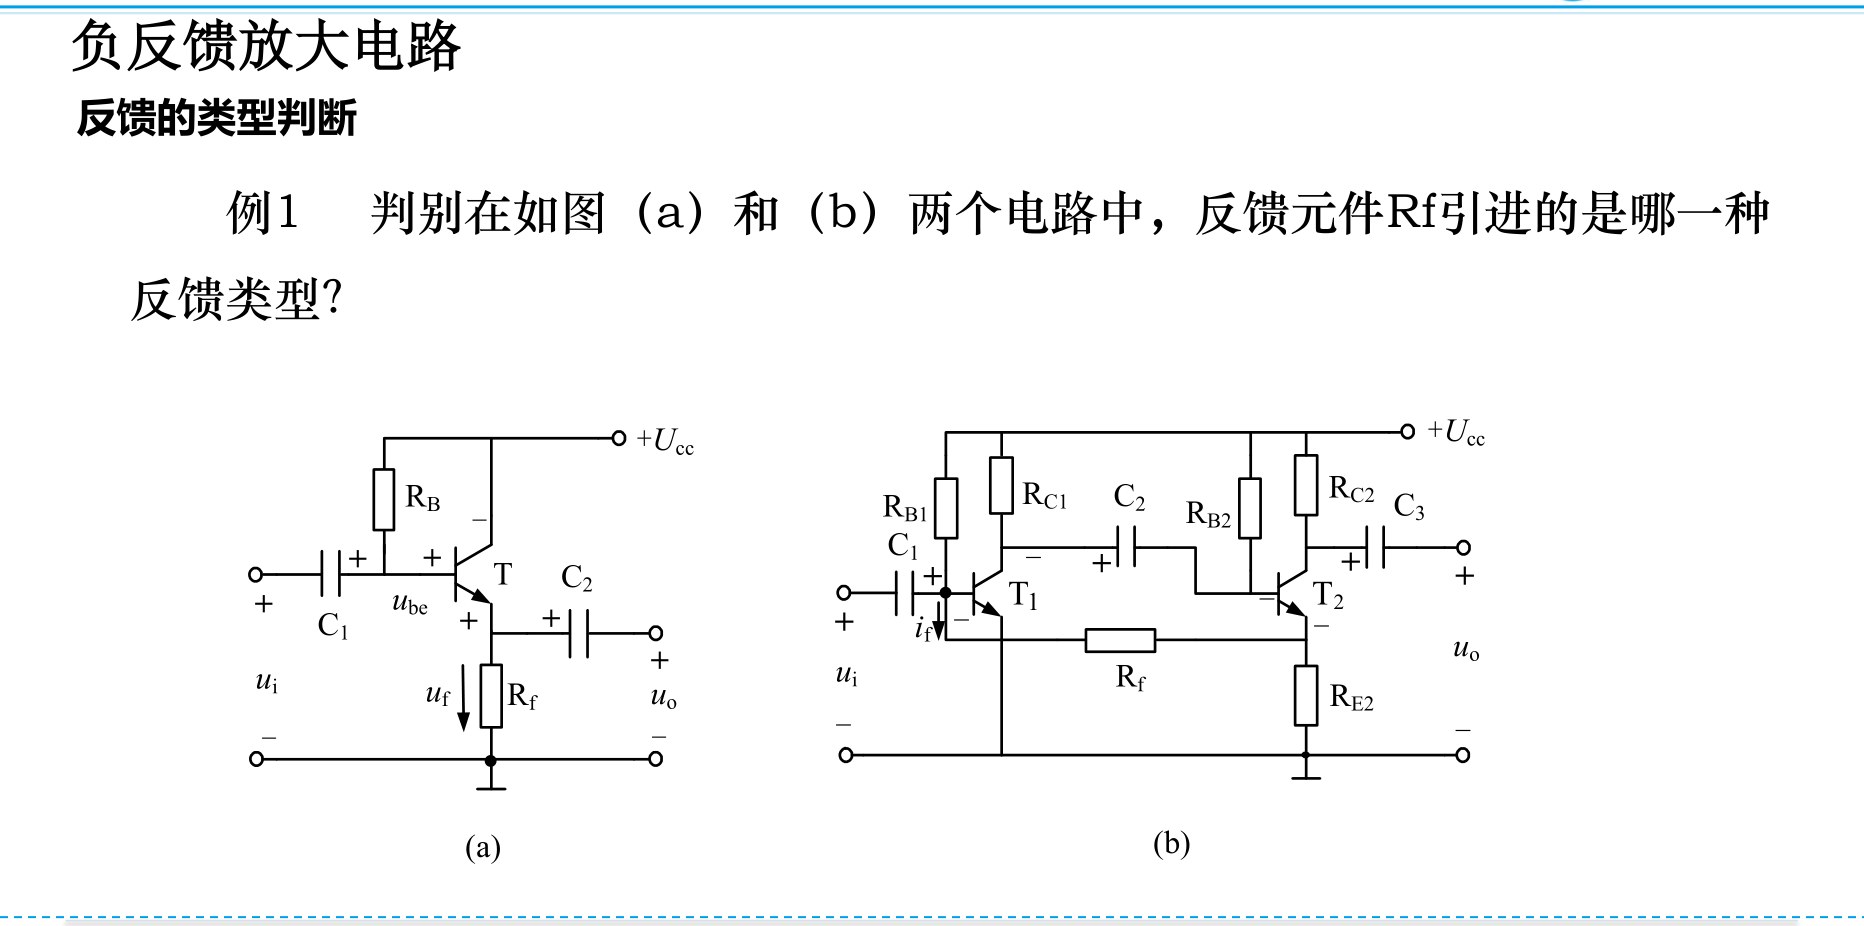 负反馈放大电路
反馈的类型判断
例1 判别在如图（a）和（b）两个电路中，反馈元件Rf引进的是哪一种
反馈类型？
+Ucc
RB
−
+
+
T
C2
+
C1
ube
+
+
+
ui
uf
Rf
uo
−
−
(a)
+Ucc
RB1
RC1
C2
RB2
RC2
C3
C1
+
−
+
+
+
T1
−
T2
+
if
−
−
ui
Rf
uo
RE2
−
−
(b)